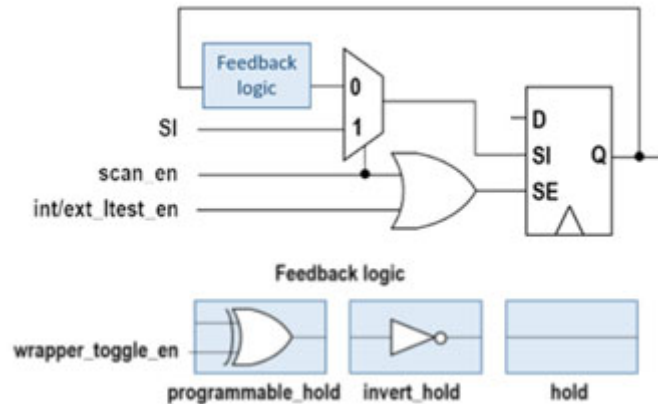 Feedback
logic
0
SI
1
D
scan_en
SI
Q
int/ext_ltest_en
SE
Feedback logic
wrapper_toggle_en
programmable_hold
invert_hold
hold